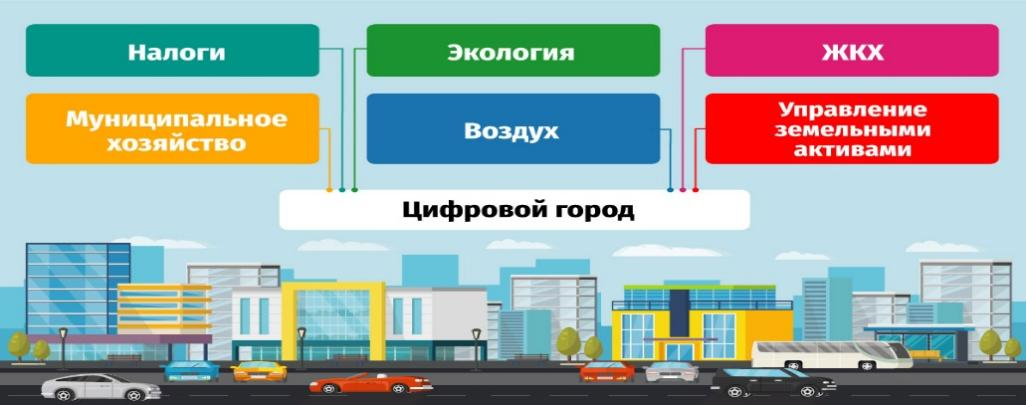 Налоги
Экология
ЖКХ
Муниципальное
хозяйство
Воздух
Управление
земельными
активами
Цифровой город